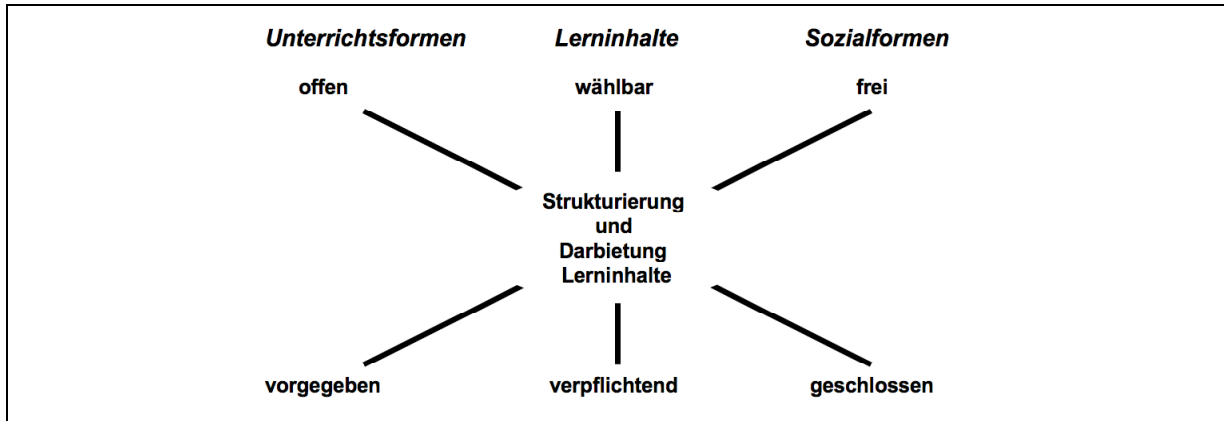 Unterrichtsformen Lerninhalte Sozialformen
offen wählbar frei
Strukturierung
und
Darbietung
Lerninhalte
vorgegeben verpflichtend geschlossen